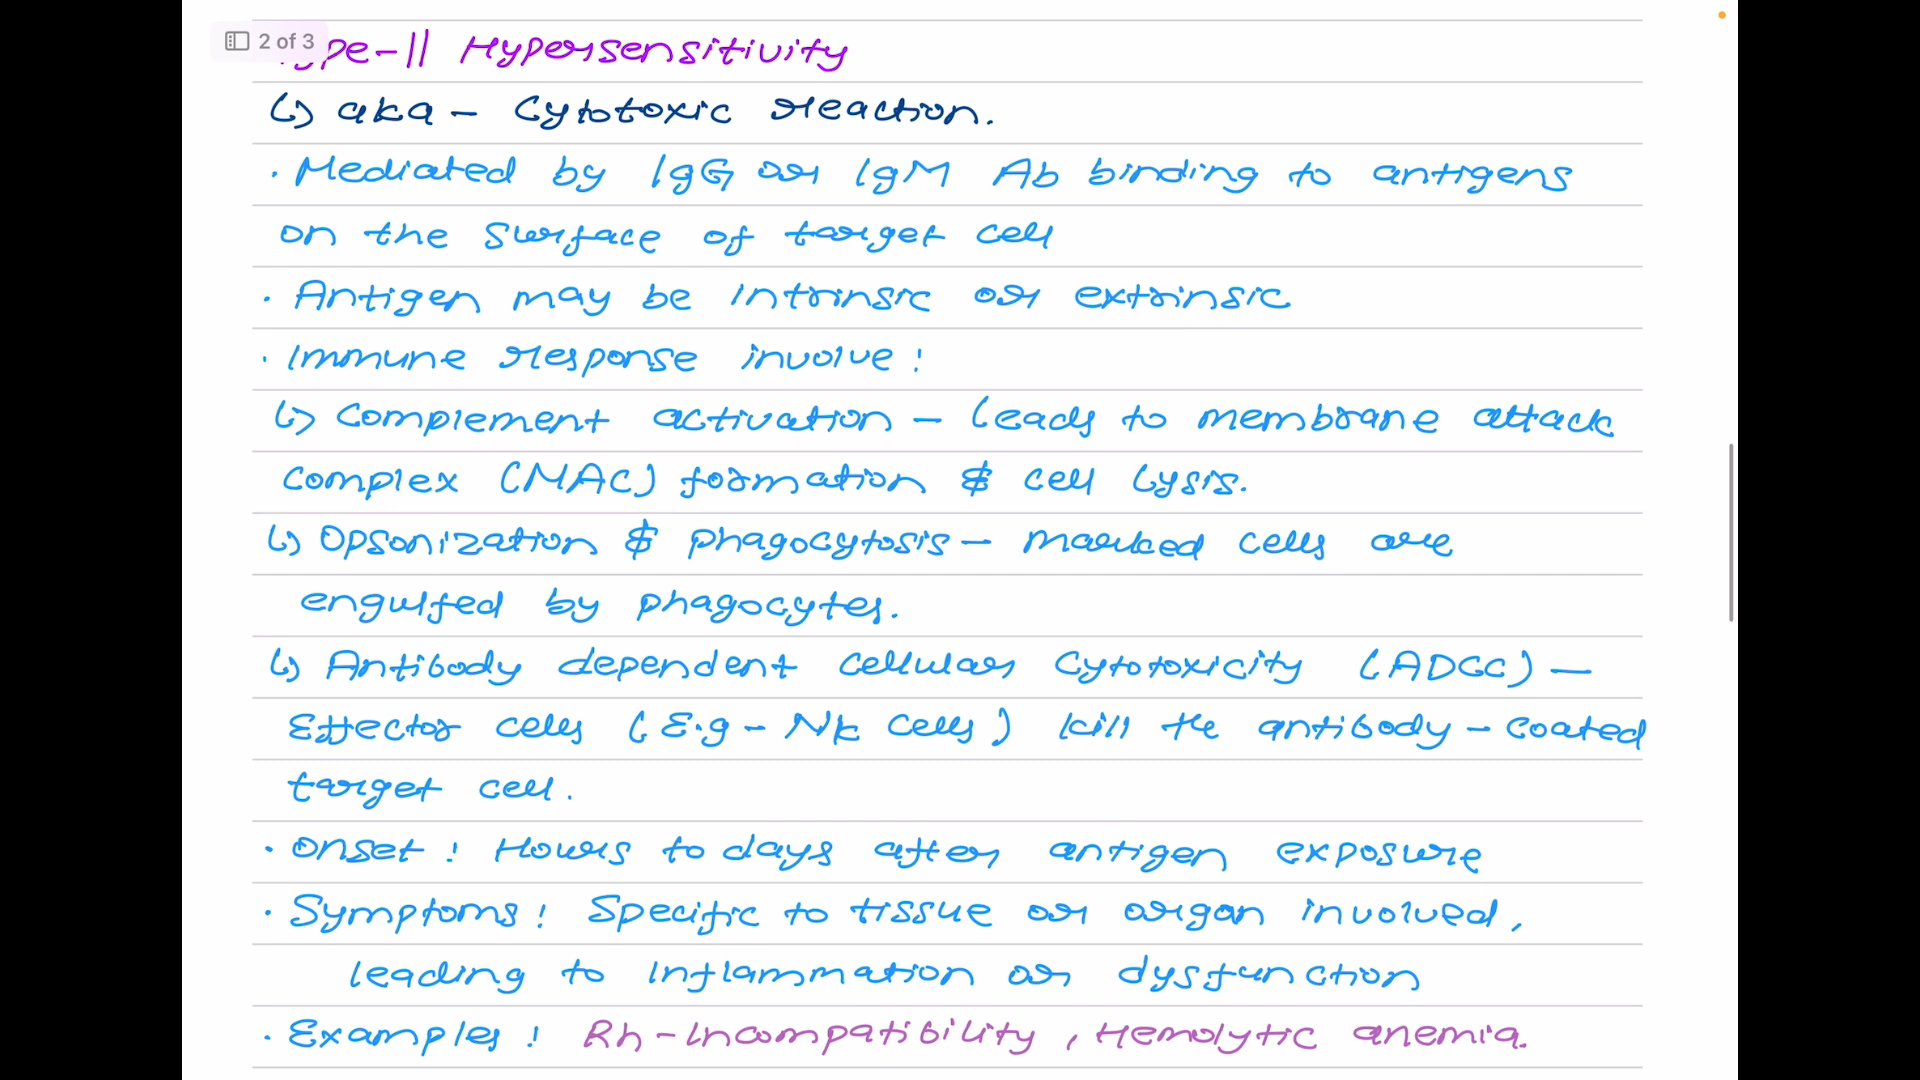 2 of 3
ype-II Hypersensitivity
↳ aka - Cytotoxic reaction.
· Mediated by IgG or IgM Ab binding to antigens
on the surface of target cell
· Antigen may be intrinsic or extrinsic
· Immune response involve:
↳ Complement activation - leads to membrane attack
complex (MAC) formation & cell lysis.
↳ Opsonization & phagocytosis - marked cells are
engulfed by phagocytes.
↳ Antibody dependent cellular cytotoxicity (ADCC) -
Effector cells (E.g - NK cells) kill the antibody - coated
target cell.
· Onset: Hours to days after antigen exposure
· Symptoms: Specific to tissue or organ involved,
leading to inflammation or dysfunction
· Examples: Rh - Incompatibility, Hemolytic anemia.